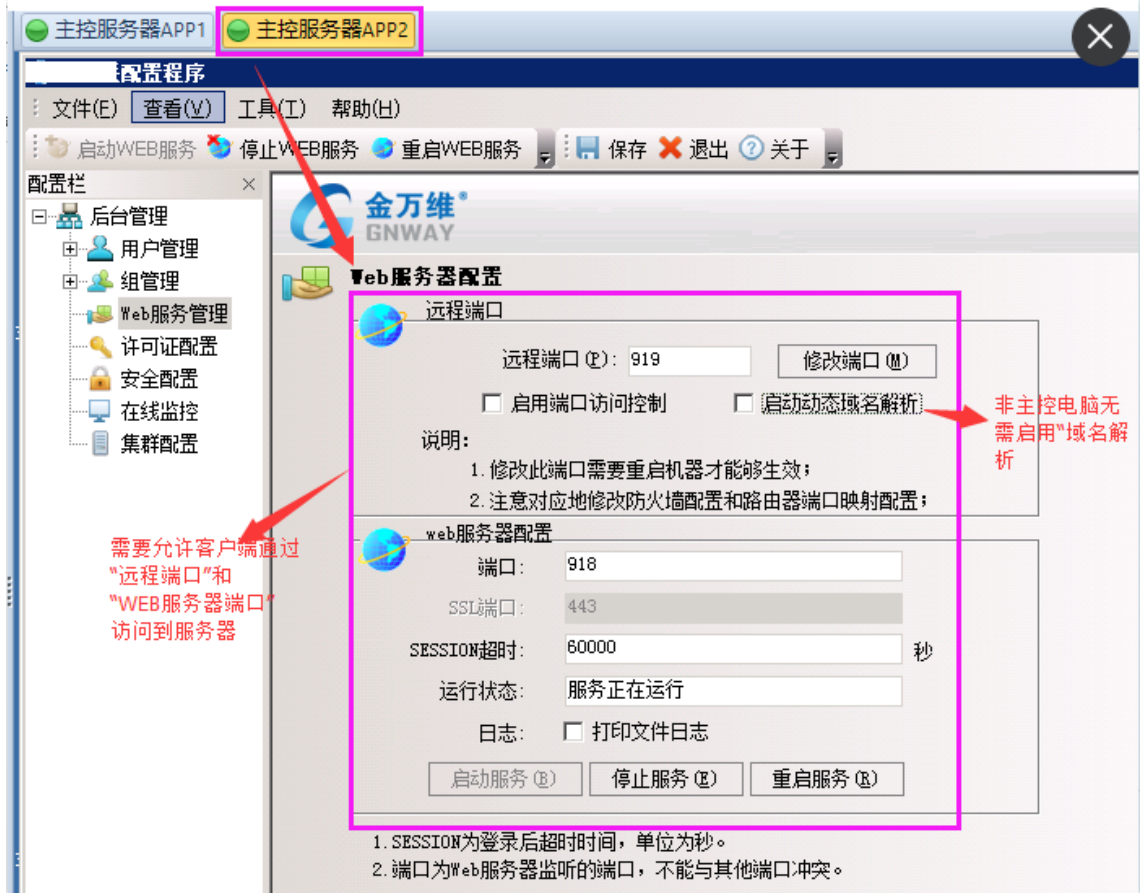 主控服务器APP1
主控服务器APP2
配置程序
文件(F) 查看(V) 工具(T) 帮助(H)
启动WEB服务 停止WEB服务 重启WEB服务 保存 退出 关于
配置栏
后台管理
用户管理
组管理
Web服务管理
许可证配置
安全配置
在线监控
集群配置
金万维®
GNWAY
Web服务器配置
远程端口
远程端口(P): 919 修改端口(M)
启用端口访问控制 启动动态域名解析
说明:
1.修改此端口需要重启机器才能够生效;
2.注意对应地修改防火墙配置和路由器端口映射配置;
非主控电脑无
需启用“域名解
析
需要允许客户端通过
“远程端口”和
“WEB服务器端口”
访问到服务器
web服务器配置
端口: 918
SSL端口: 443
SESSION超时: 60000 秒
运行状态: 服务正在运行
日志: 打印文件日志
启动服务(B) 停止服务(E) 重启服务(R)
1.SESSION为登录后超时时间，单位为秒。
2.端口为Web服务器监听的端口，不能与其他端口冲突。